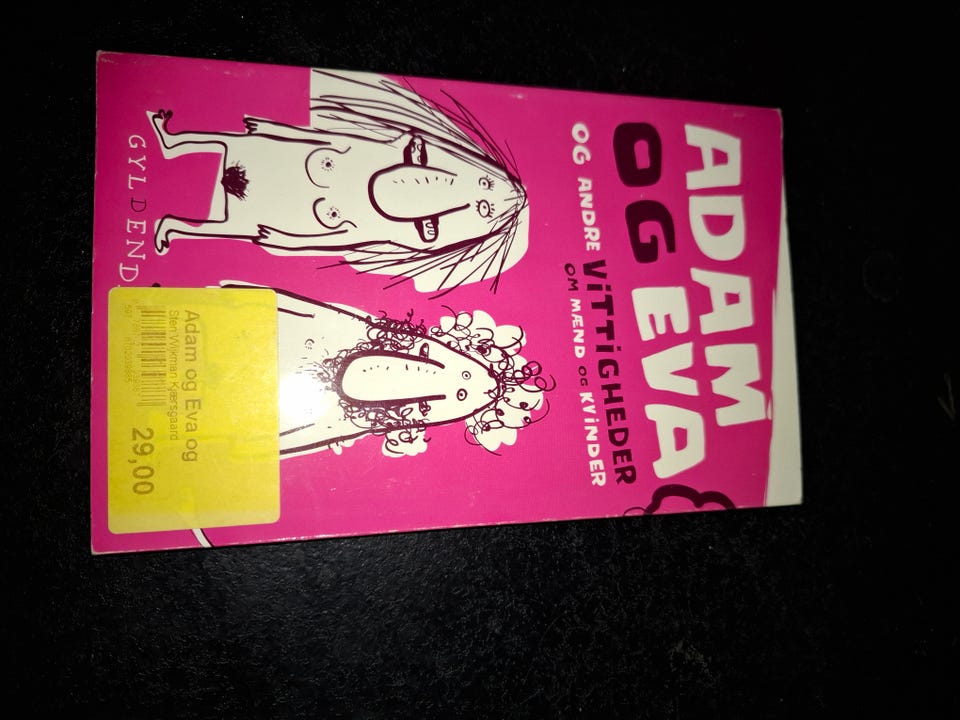 ADAM
OG EVA
OG ANDRE VITTIGHEDER
OM MÆND OG KVINDER
GYLDEND
Adam og Eva og
Sten Wijkman Kjærsgaard
29,00